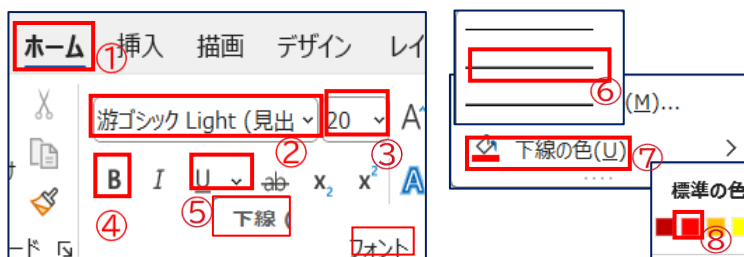 ホーム ① 挿入 描画 デザイン レイ
游ゴシック Light (見出 ② 20 ③ A
④ B I ⑤ U ab x₂ x² A
下線 (
ード フォント
⑥
(M)...
下線の色(U) ⑦
標準の色
⑧